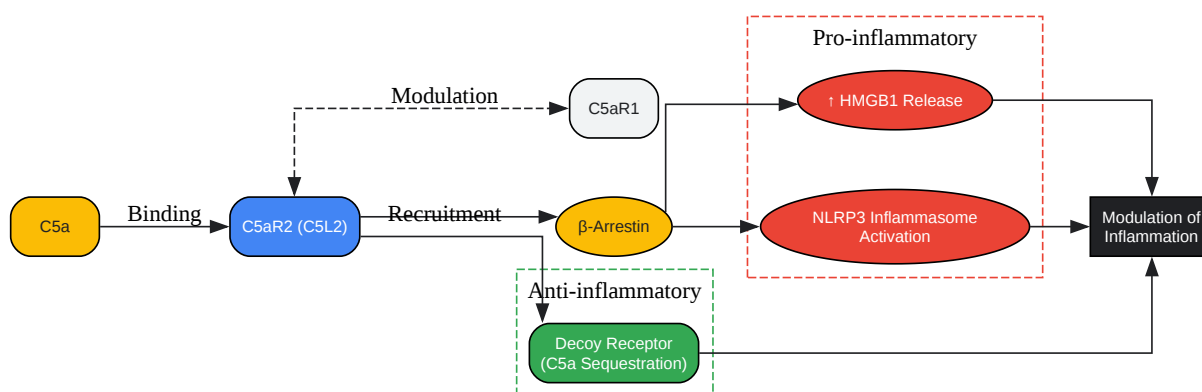 Pro-inflammatory
↑ HMGB1 Release
Modulation
C5aR1
C5a
Binding
C5aR2 (C5L2)
Recruitment
β-Arrestin
NLRP3 Inflammasome
Activation
Modulation of
Inflammation
Anti-inflammatory
Decoy Receptor
(C5a Sequestration)